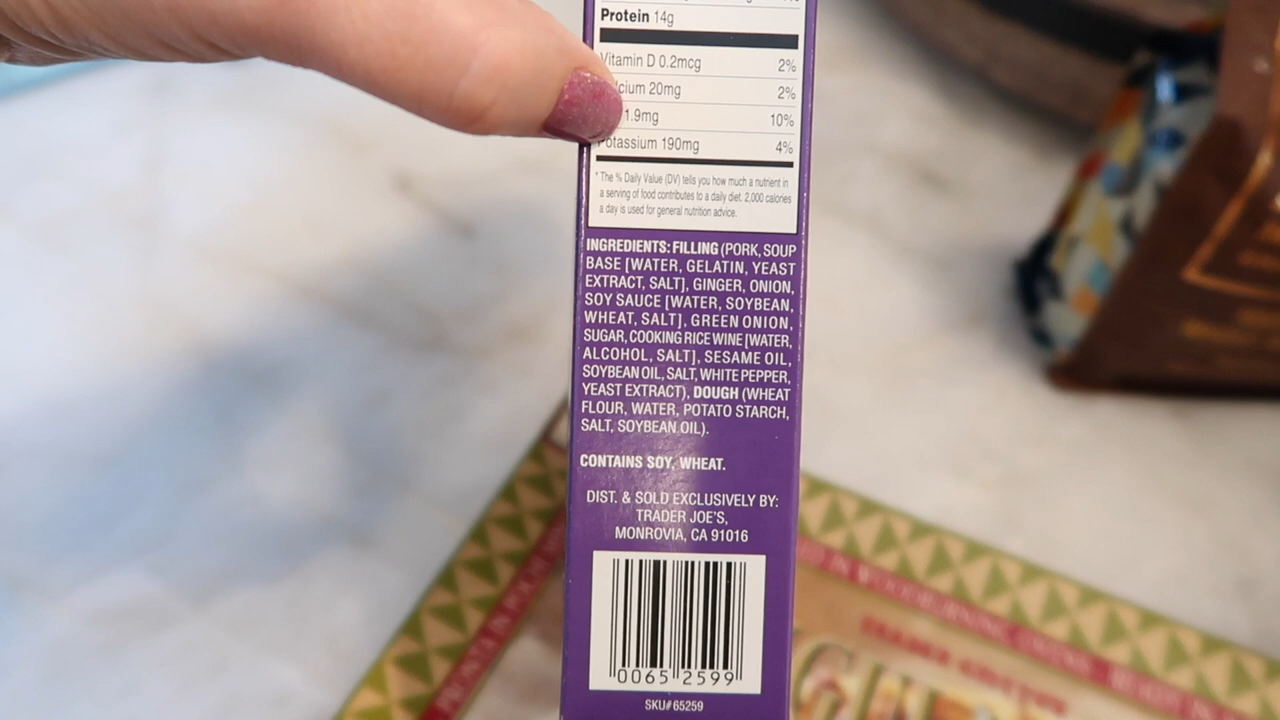 Protein 14g
Vitamin D 0.2mcg 2%
cium 20mg 2%
1.9mg 10%
Potassium 190mg 4%
* The % Daily Value (DV) tells you how much a nutrient in
a serving of food contributes to a daily diet. 2,000 calories
a day is used for general nutrition advice.
INGREDIENTS: FILLING (PORK, SOUP
BASE [WATER, GELATIN, YEAST
EXTRACT, SALT], GINGER, ONION,
SOY SAUCE [WATER, SOYBEAN,
WHEAT, SALT], GREEN ONION,
SUGAR, COOKING RICE WINE [WATER,
ALCOHOL, SALT], SESAME OIL,
SOYBEAN OIL, SALT, WHITE PEPPER,
YEAST EXTRACT), DOUGH (WHEAT
FLOUR, WATER, POTATO STARCH,
SALT, SOYBEAN OIL).
CONTAINS SOY, WHEAT.
DIST. & SOLD EXCLUSIVELY BY:
TRADER JOE'S,
MONROVIA, CA 91016
0065 2599
SKU# 65259